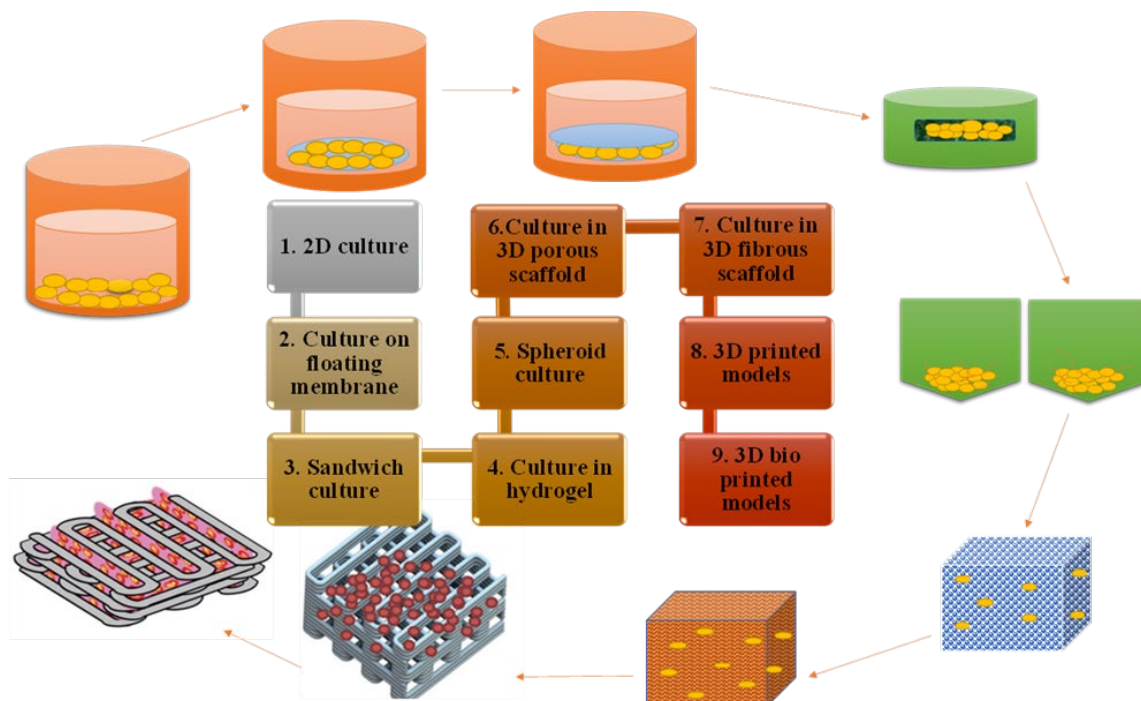 1. 2D culture
2. Culture on
floating
membrane
3. Sandwich
culture
4. Culture in
hydrogel
5. Spheroid
culture
6.Culture in
3D porous
scaffold
7. Culture in
3D fibrous
scaffold
8. 3D printed
models
9. 3D bio
printed
models